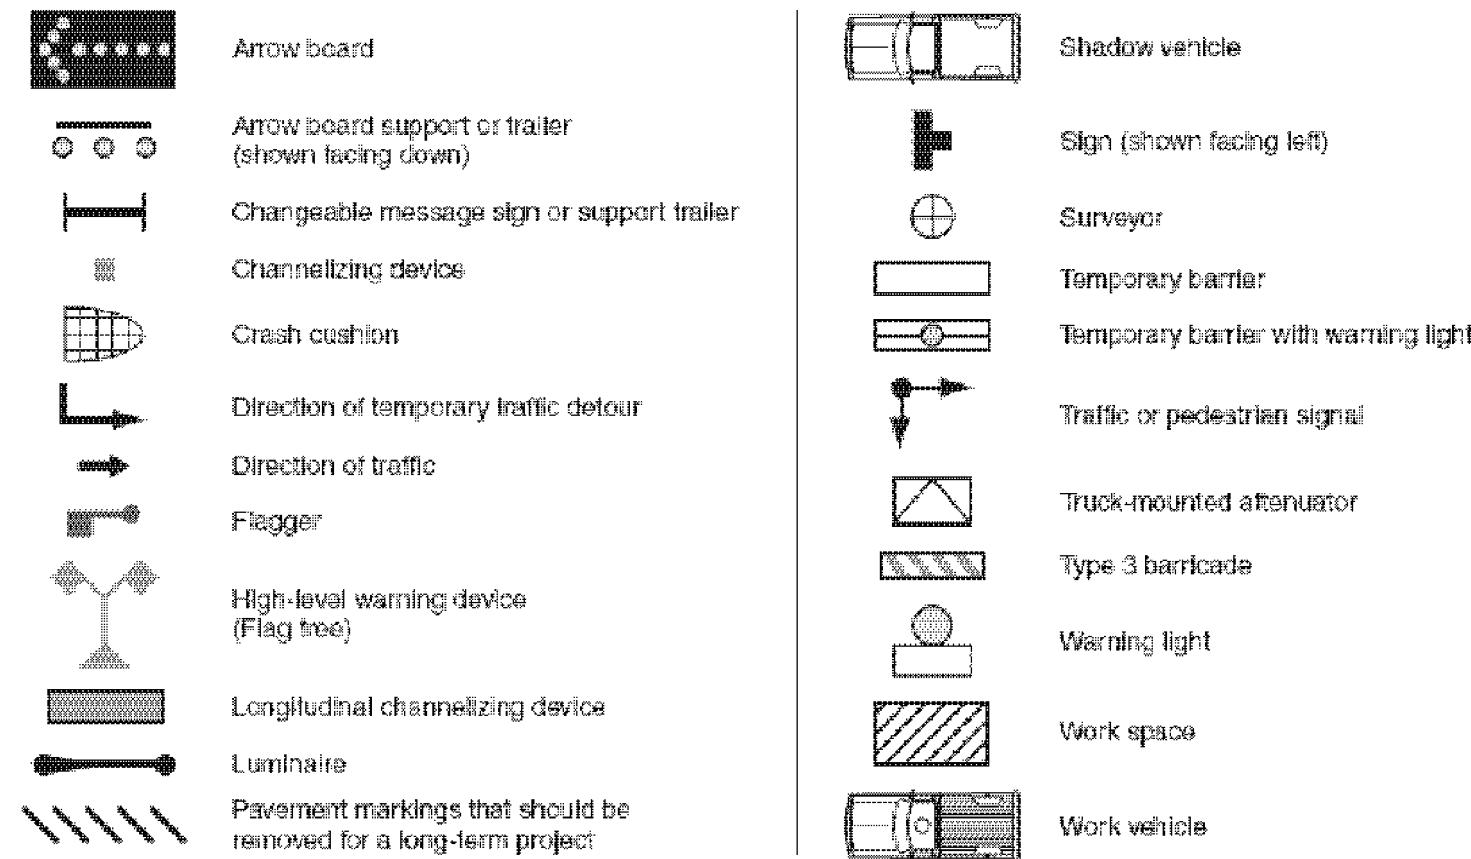 Arrow board
Arrow board support or trailer
(shown facing down)
Changeable message sign or support trailer
Channelizing device
Crash cushion
Direction of temporary traffic detour
Direction of traffic
Flagger
High-level warning device
(Flag tree)
Longitudinal channelizing device
Luminaire
Pavement markings that should be
removed for a long-term project
Shadow vehicle
Sign (shown facing left)
Surveyor
Temporary barrier
Temporary barrier with warning light
Traffic or pedestrian signal
Truck-mounted attenuator
Type 3 barricade
Warning light
Work space
Work vehicle